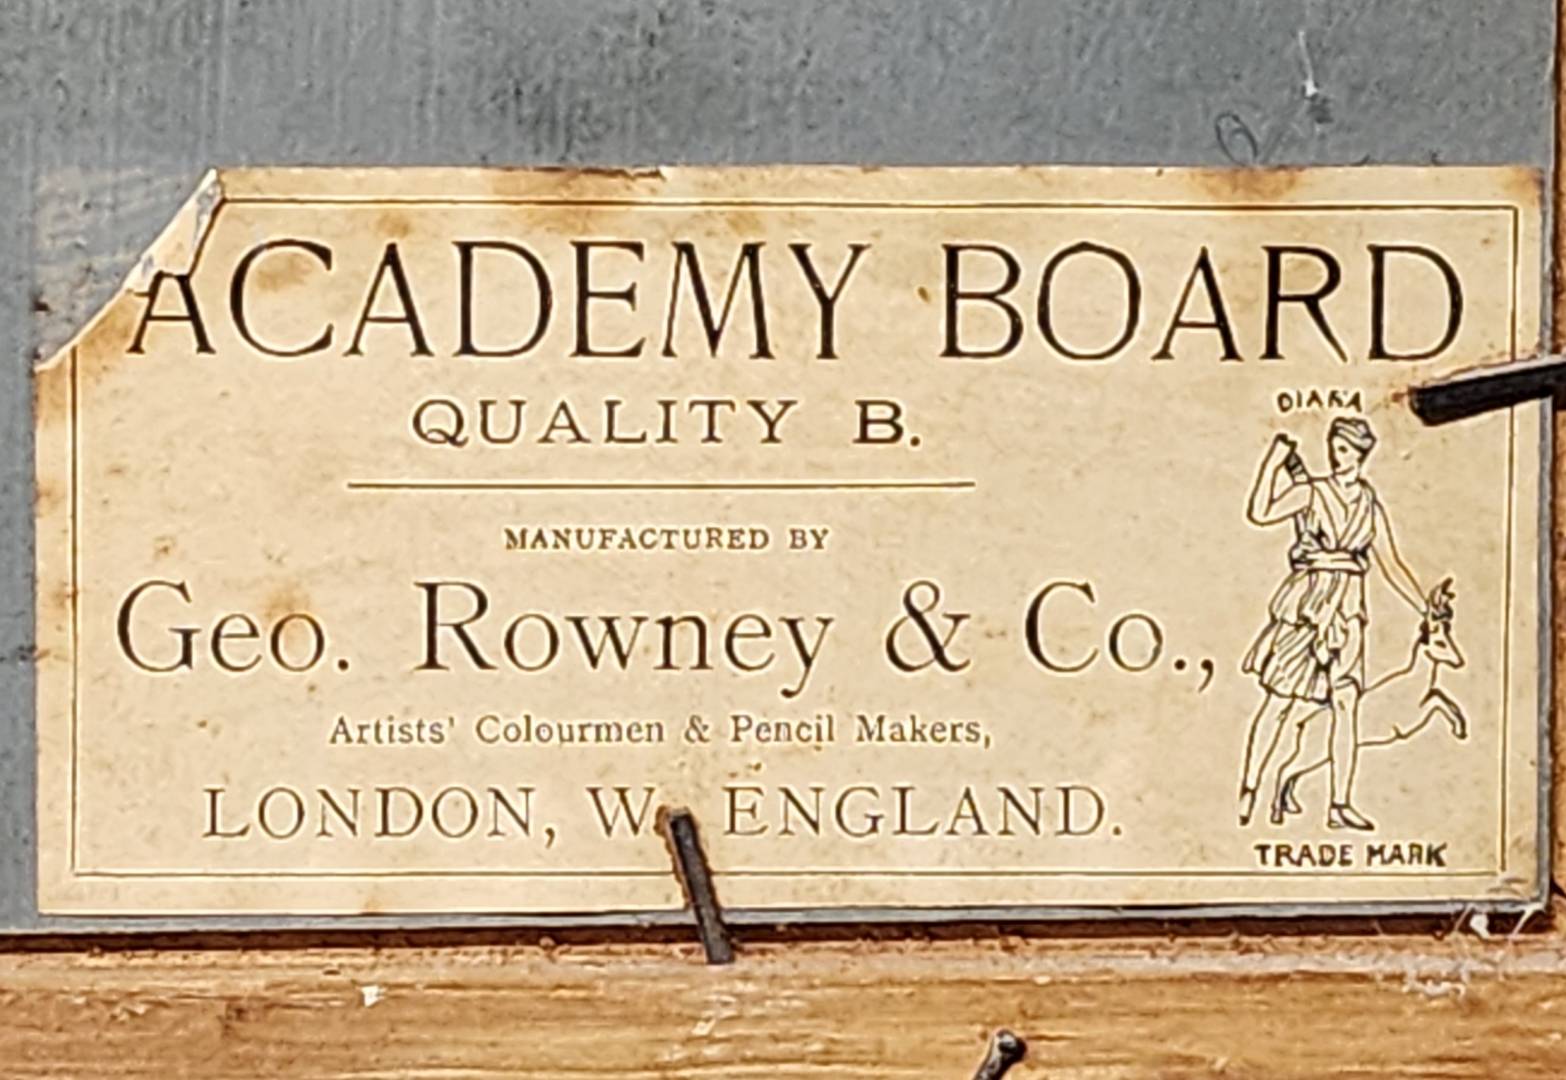 ACADEMY BOARD
QUALITY B.
MANUFACTURED BY
Geo. Rowney & Co.,
Artists' Colourmen & Pencil Makers,
LONDON, W. ENGLAND.
DIANA
TRADE MARK